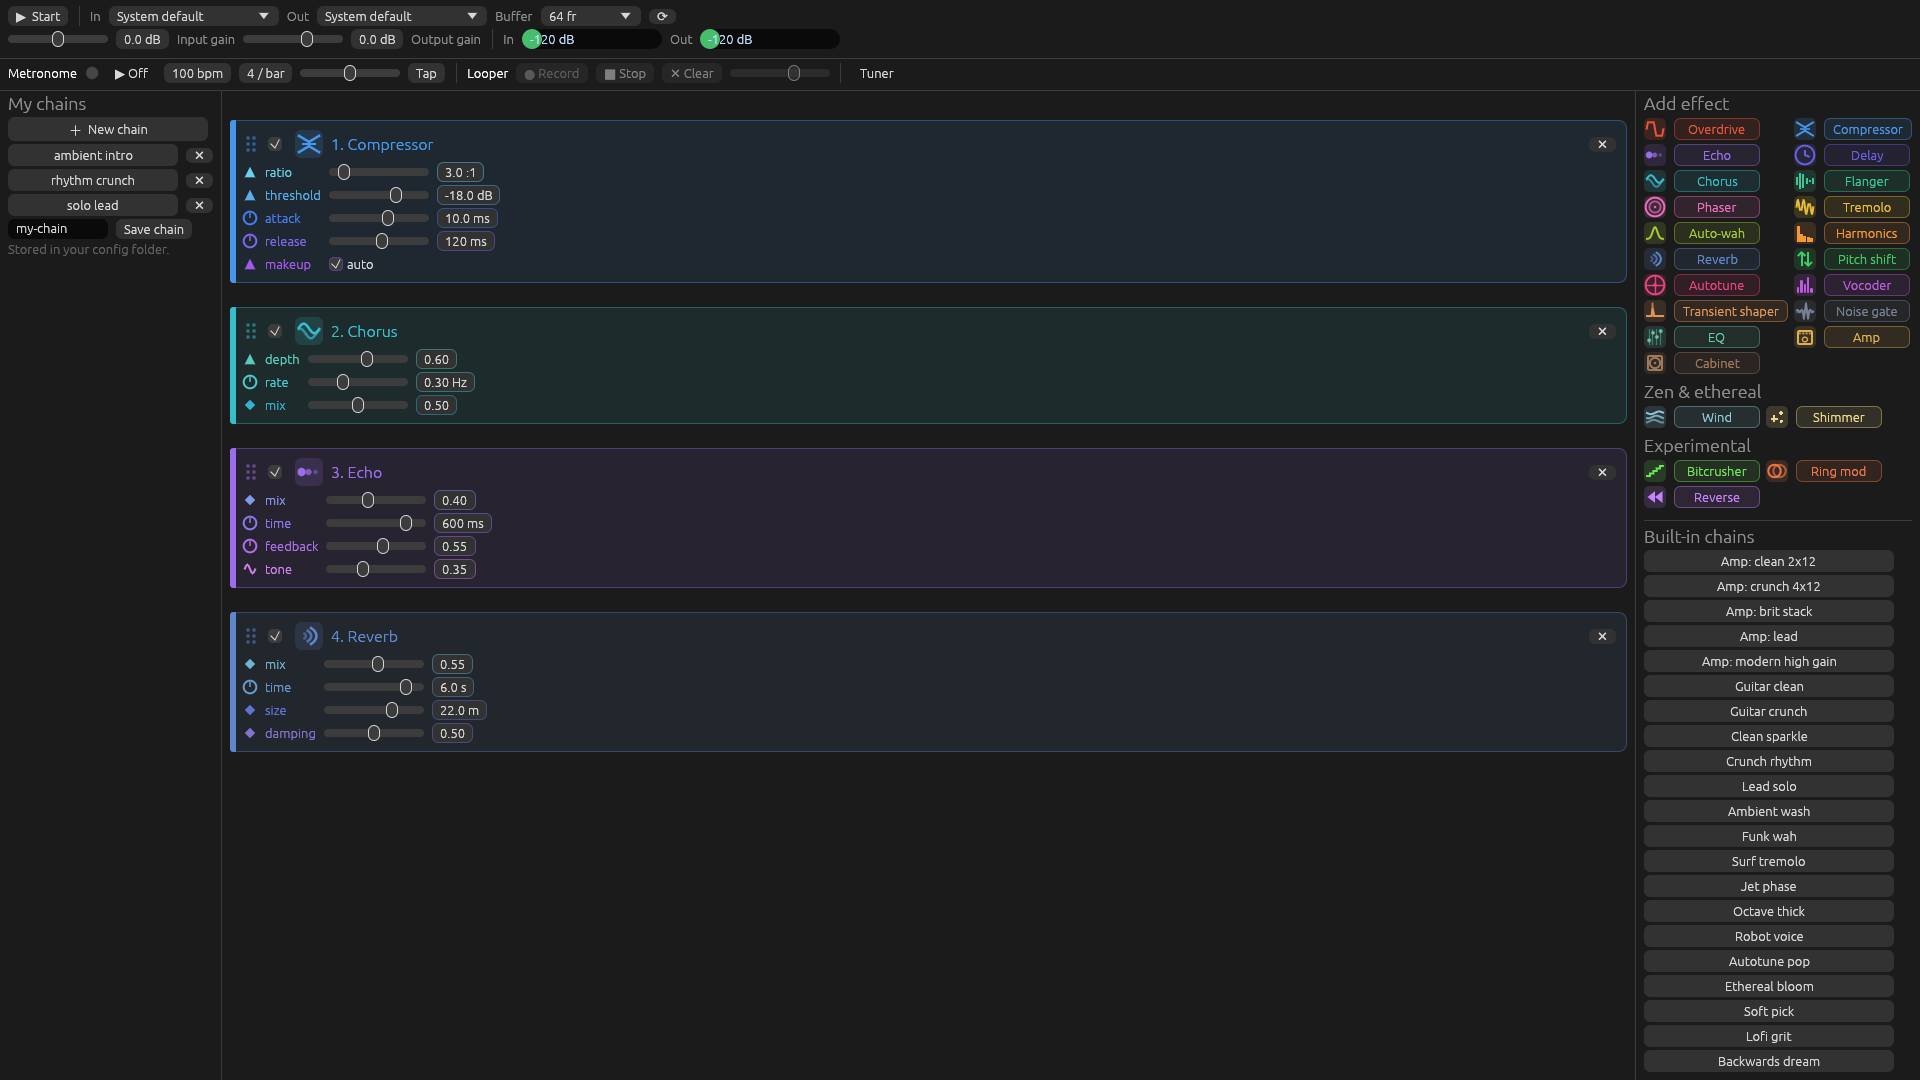 Start In System default Out System default Buffer 64 fr
0.0 dB Input gain 0.0 dB Output gain In -120 dB Out -120 dB
Metronome Off 100 bpm 4 / bar Tap Looper Record Stop Clear Tuner
My chains
+ New chain
ambient intro
rhythm crunch
solo lead
my-chain Save chain
Stored in your config folder.
1. Compressor
ratio 3.0 :1
threshold -18.0 dB
attack 10.0 ms
release 120 ms
makeup auto
2. Chorus
depth 0.60
rate 0.30 Hz
mix 0.50
3. Echo
mix 0.40
time 600 ms
feedback 0.55
tone 0.35
4. Reverb
mix 0.55
time 6.0 s
size 22.0 m
damping 0.50
Add effect
Overdrive Compressor
Echo Delay
Chorus Flanger
Phaser Tremolo
Auto-wah Harmonics
Reverb Pitch shift
Autotune Vocoder
Transient shaper Noise gate
EQ Amp
Cabinet
Zen & ethereal
Wind Shimmer
Experimental
Bitcrusher Ring mod
Reverse
Built-in chains
Amp: clean 2x12
Amp: crunch 4x12
Amp: brit stack
Amp: lead
Amp: modern high gain
Guitar clean
Guitar crunch
Clean sparkle
Crunch rhythm
Lead solo
Ambient wash
Funk wah
Surf tremolo
Jet phase
Octave thick
Robot voice
Autotune pop
Ethereal bloom
Soft pick
Lofi grit
Backwards dream